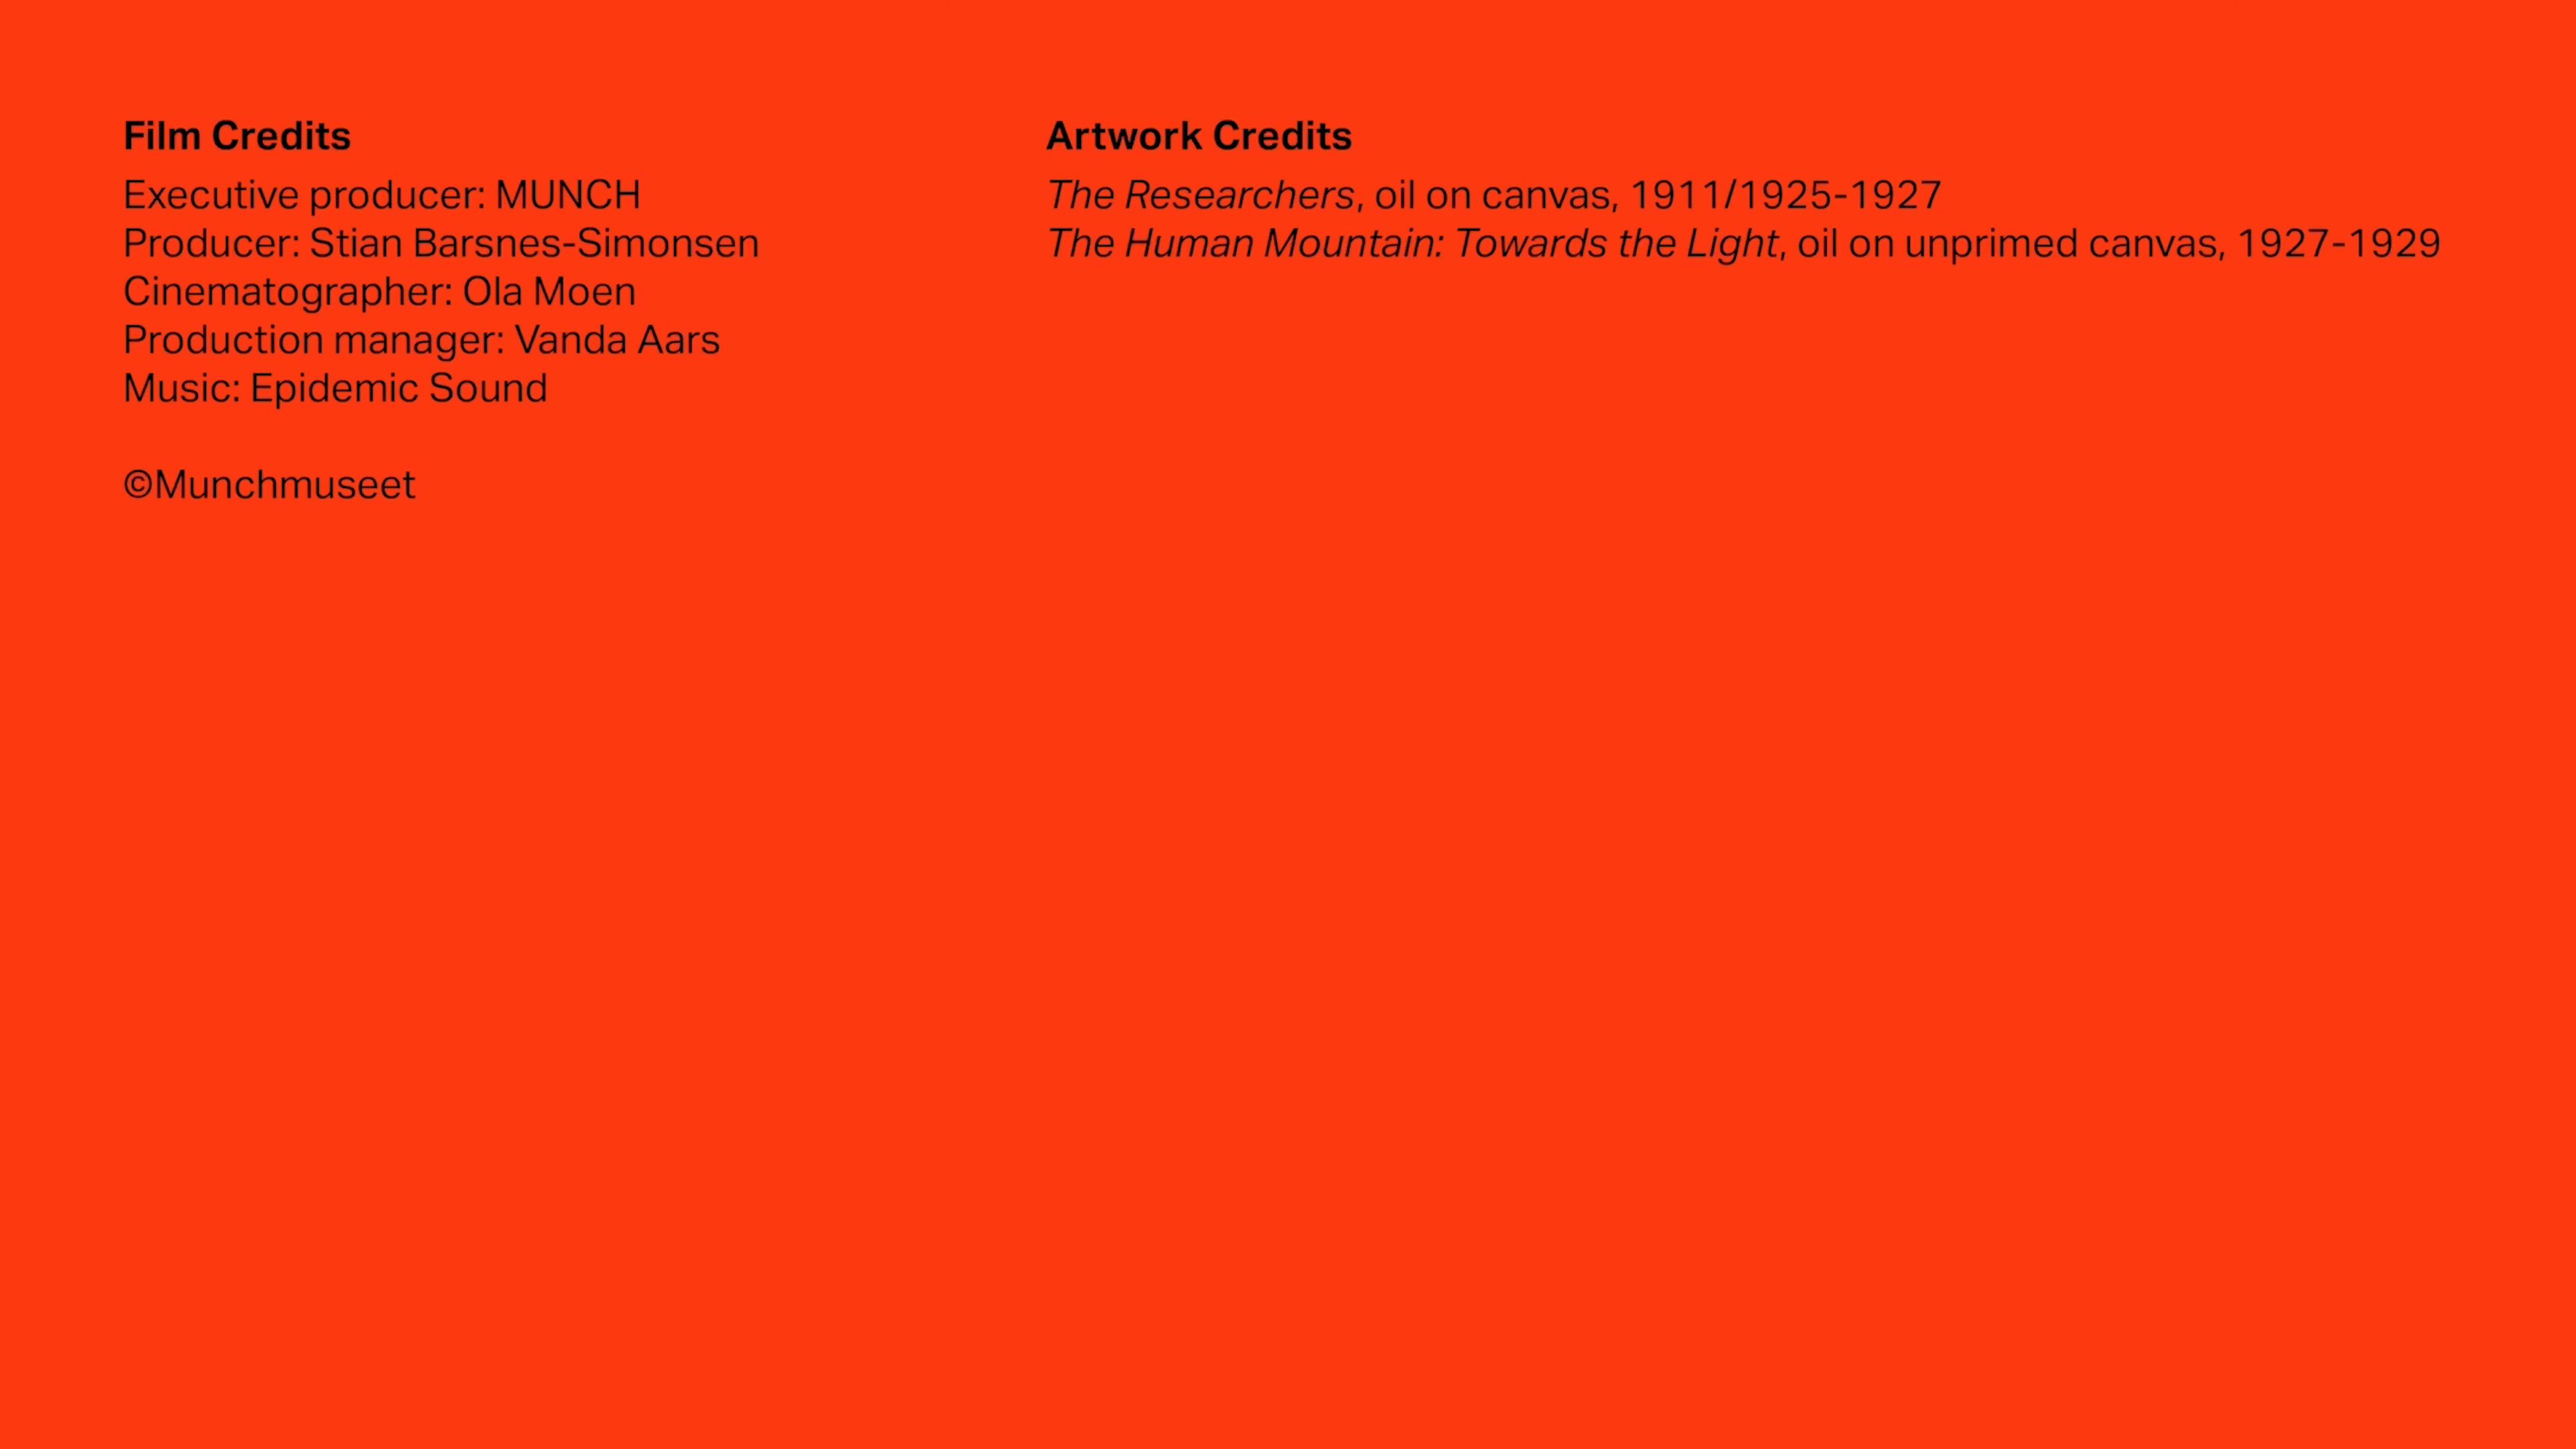 Film Credits
Executive producer: MUNCH
Producer: Stian Barsnes-Simonsen
Cinematographer: Ola Moen
Production manager: Vanda Aars
Music: Epidemic Sound
©Munchmuseet
Artwork Credits
The Researchers, oil on canvas, 1911/1925-1927
The Human Mountain: Towards the Light, oil on unprimed canvas, 1927-1929